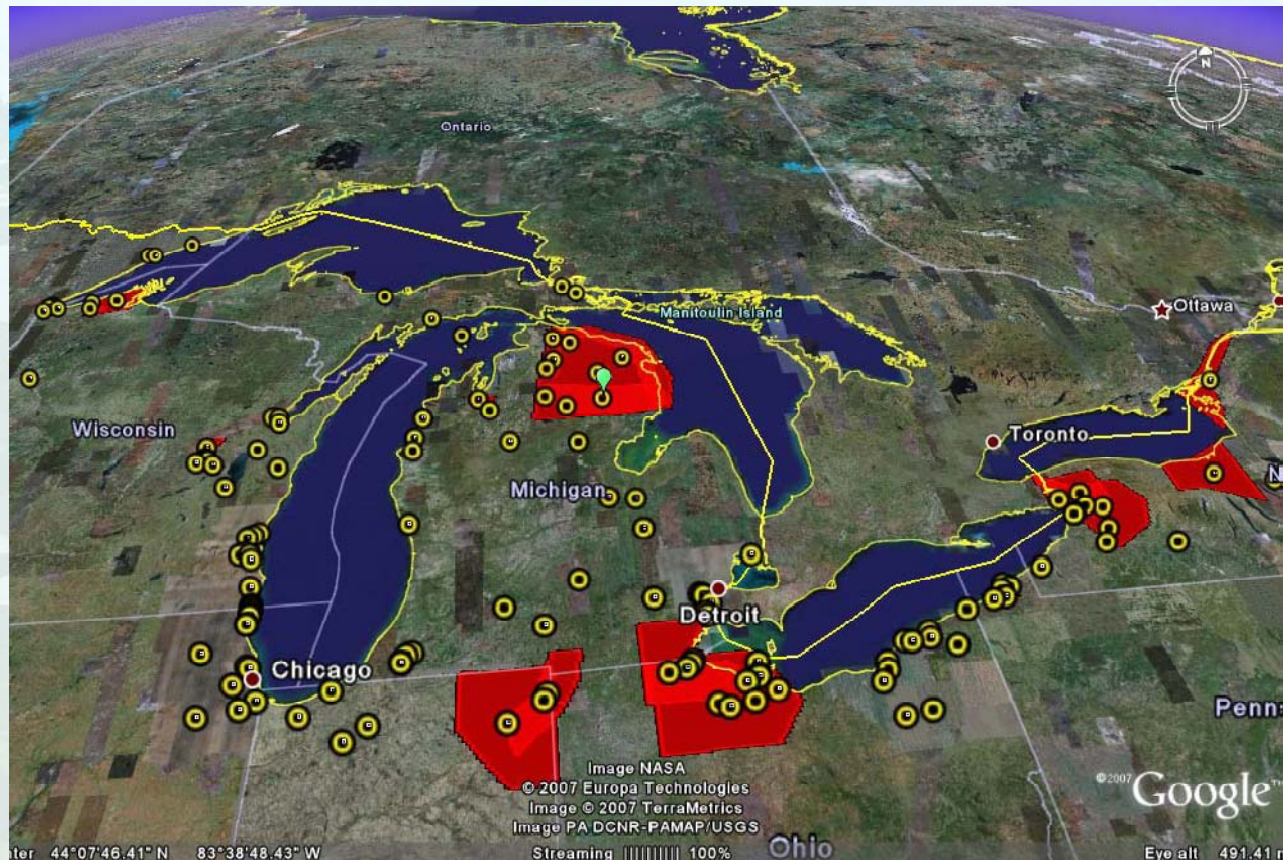 N
Ontario
Manitoulin Island
Ottawa
Wisconsin
Toronto
Michigan
N
Detroit
Chicago
Penn
Image NASA
© 2007 Europa Technologies
Image © 2007 TerraMetrics
Image PA DCNR-PAMAP/USGS
©2007 Google™
Ohio
nter 44°07'46.41" N 83°38'48.43" W
Streaming ||||||||| 100%
Eye alt 491.41 m